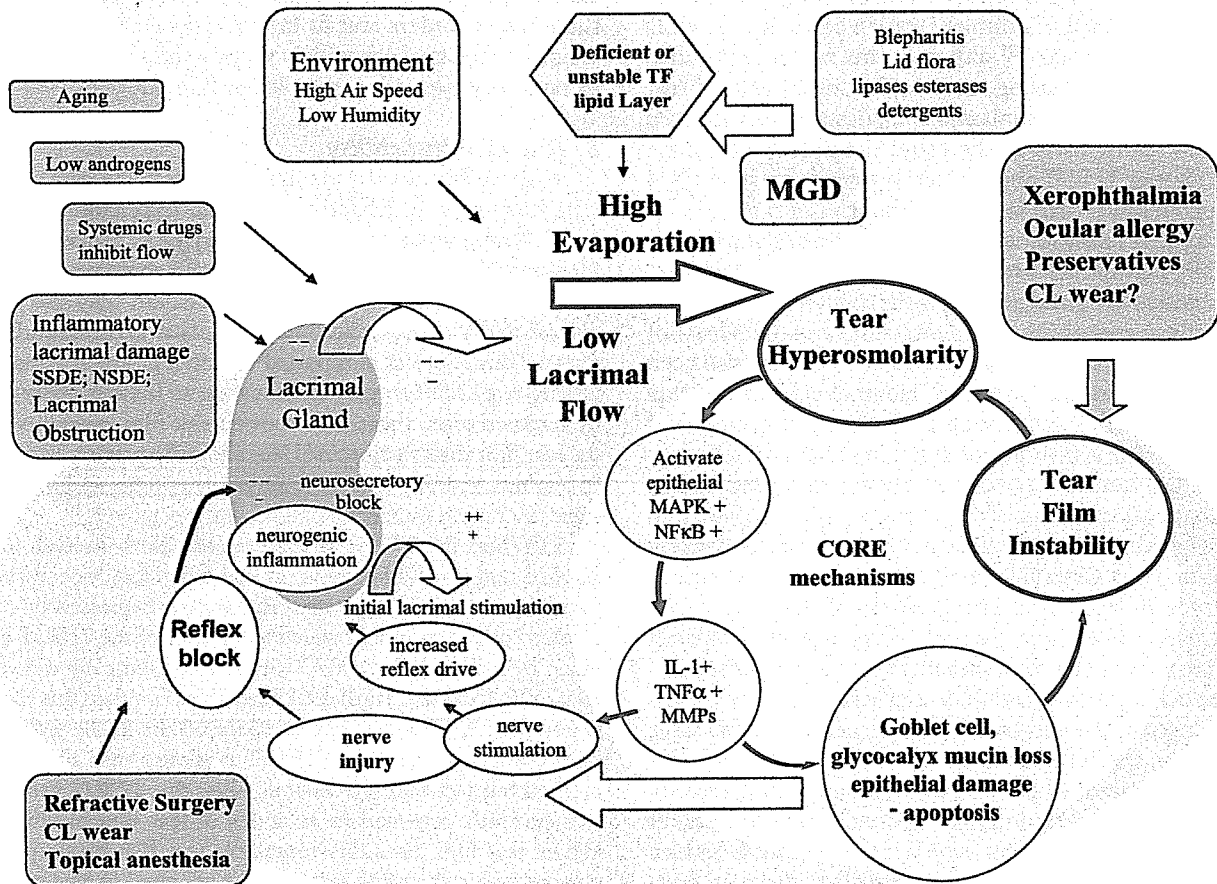 Environment
High Air Speed
Low Humidity
Deficient or
unstable TF
lipid Layer
Blepharitis
Lid flora
lipases esterases
detergents
MGD
Aging
Low androgens
Systemic drugs
inhibit flow
Inflammatory
lacrimal damage
SSDE; NSDE;
Lacrimal
Obstruction
High
Evaporation
Low
Lacrimal
Flow
Xerophthalmia
Ocular allergy
Preservatives
CL wear?
Tear
Hyperosmolarity
Tear
Film
Instability
-- 
-
Lacrimal
Gland
--
-
Activate
epithelial
MAPK +
NFκB +
CORE
mechanisms
--
-
neurosecretory
block
neurogenic
inflammation
++
+
initial lacrimal stimulation
increased
reflex drive
Reflex
block
IL-1+
TNFα +
MMPs
nerve
stimulation
nerve
injury
Goblet cell,
glycocalyx mucin loss
epithelial damage
- apoptosis
Refractive Surgery
CL wear
Topical anesthesia